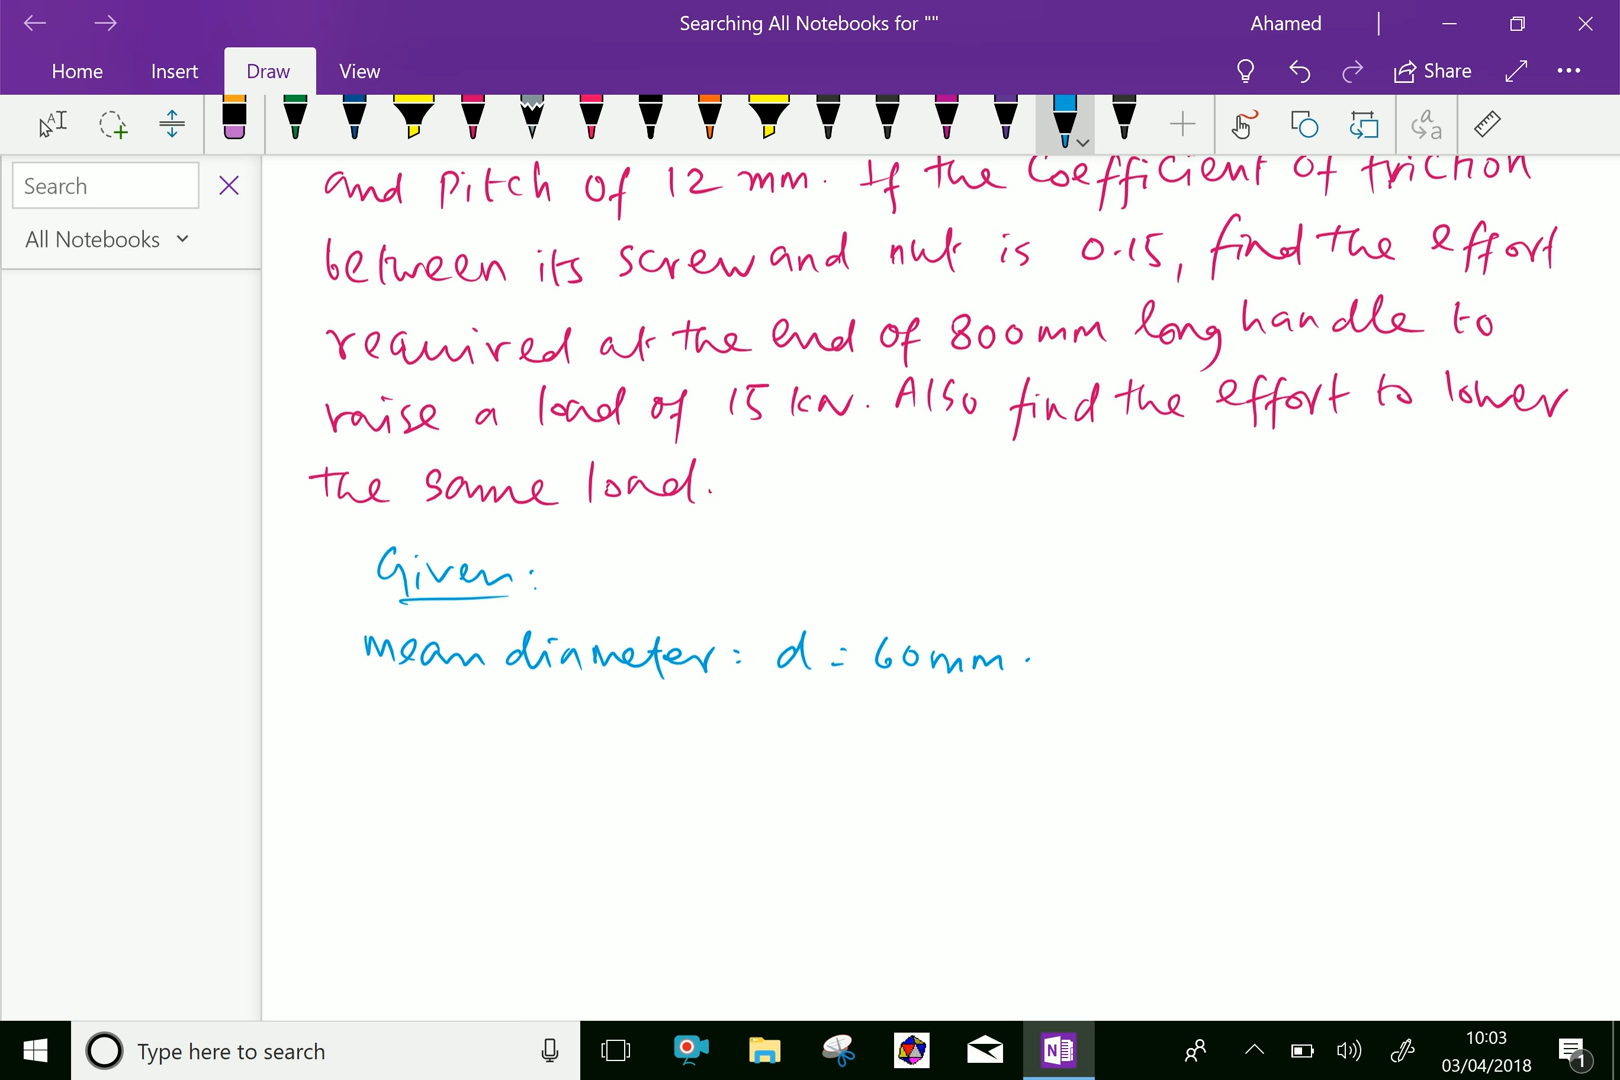 Searching All Notebooks for ""
Ahamed
Home Insert Draw View
Share
Search
All Notebooks
and Pitch of 12 mm. If the Coefficient of friction
between its screw and nut is 0.15, find the effort
required at the end of 800mm long handle to
raise a load of 15 kN. Also find the effort to lower
the same load.
Given:
mean diameter: d = 60mm.
Type here to search
10:03
03/04/2018
1